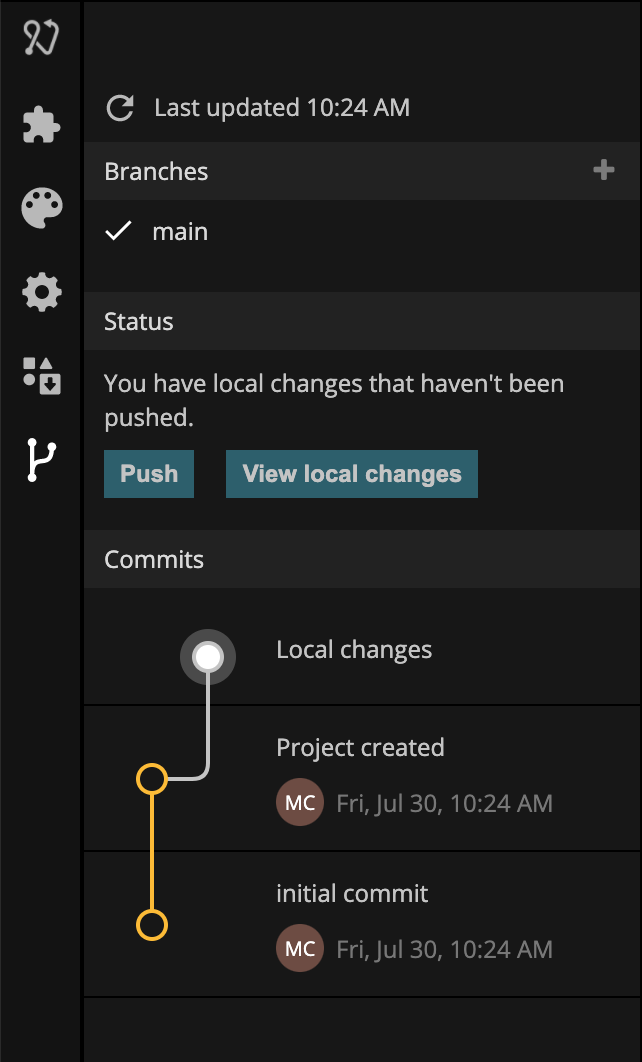 Last updated 10:24 AM
Branches
main
Status
You have local changes that haven't been
pushed.
Push View local changes
Commits
Local changes
Project created
MC Fri, Jul 30, 10:24 AM
initial commit
MC Fri, Jul 30, 10:24 AM